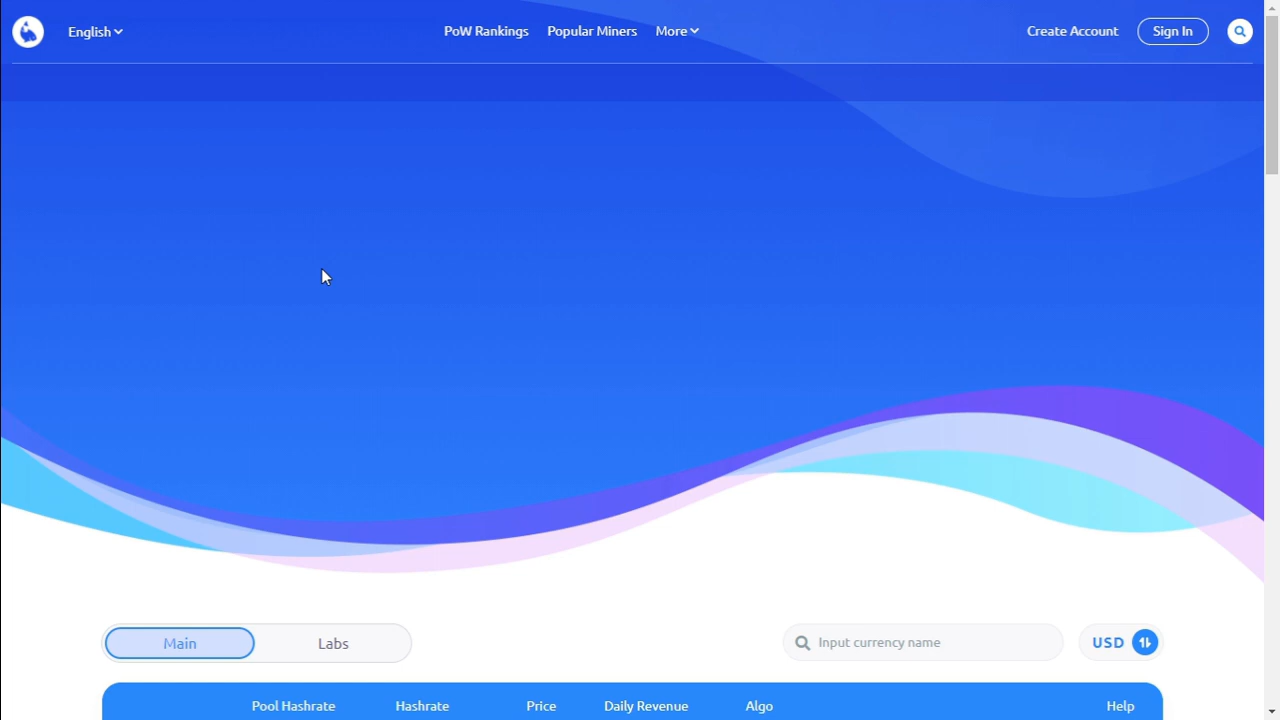 English PoW Rankings Popular Miners More Create Account Sign In
Main Labs Input currency name USD
Pool Hashrate Hashrate Price Daily Revenue Algo Help